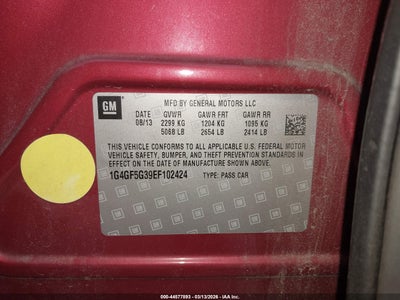 GM
MFD BY GENERAL MOTORS LLC
DATE GVWR GAWR FRT GAWR RR
08/13 2299 KG 1204 KG 1095 KG
5068 LB 2654 LB 2414 LB
THIS VEHICLE CONFORMS TO ALL APPLICABLE U.S. FEDERAL MOTOR
VEHICLE SAFETY, BUMPER, AND THEFT PREVENTION STANDARDS
IN EFFECT ON THE DATE OF MANUFACTURE SHOWN ABOVE.
1G4GF5G39EF102424 TYPE: PASS CAR
000-44577093 - 03/13/2026 - IAA Inc.